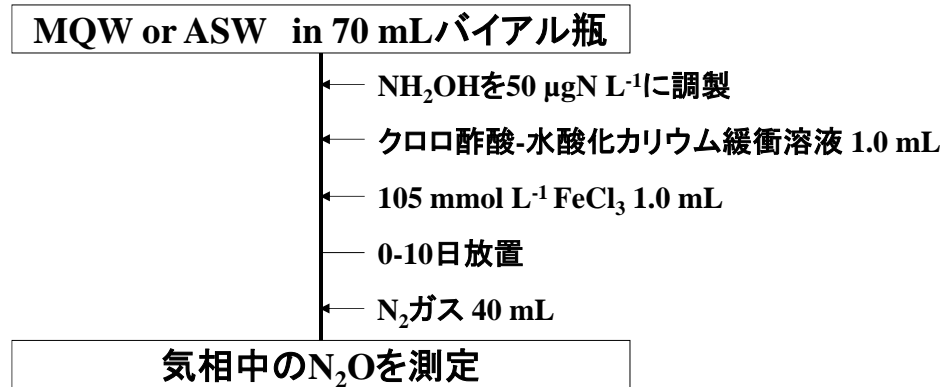 MQW or ASW in 70 mLバイアル瓶
NH₂OHを50 μgN L⁻¹に調製
クロロ酢酸-水酸化カリウム緩衝溶液 1.0 mL
105 mmol L⁻¹ FeCl₃ 1.0 mL
0-10日放置
N₂ガス 40 mL
気相中のN₂Oを測定